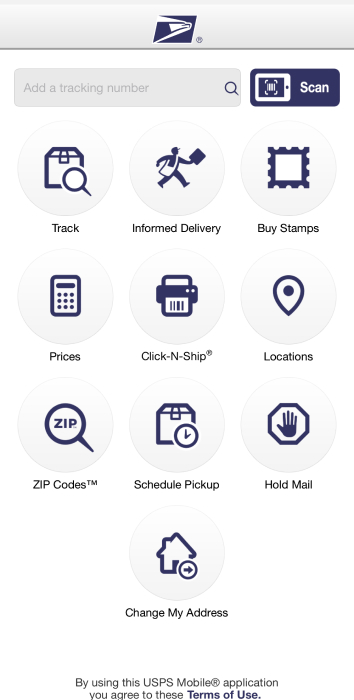 ®
Add a tracking number
Scan
Track
Informed Delivery
Buy Stamps
Prices
Click-N-Ship®
Locations
ZIP
ZIP Codes™
Schedule Pickup
Hold Mail
Change My Address
By using this USPS Mobile® application
you agree to these Terms of Use.